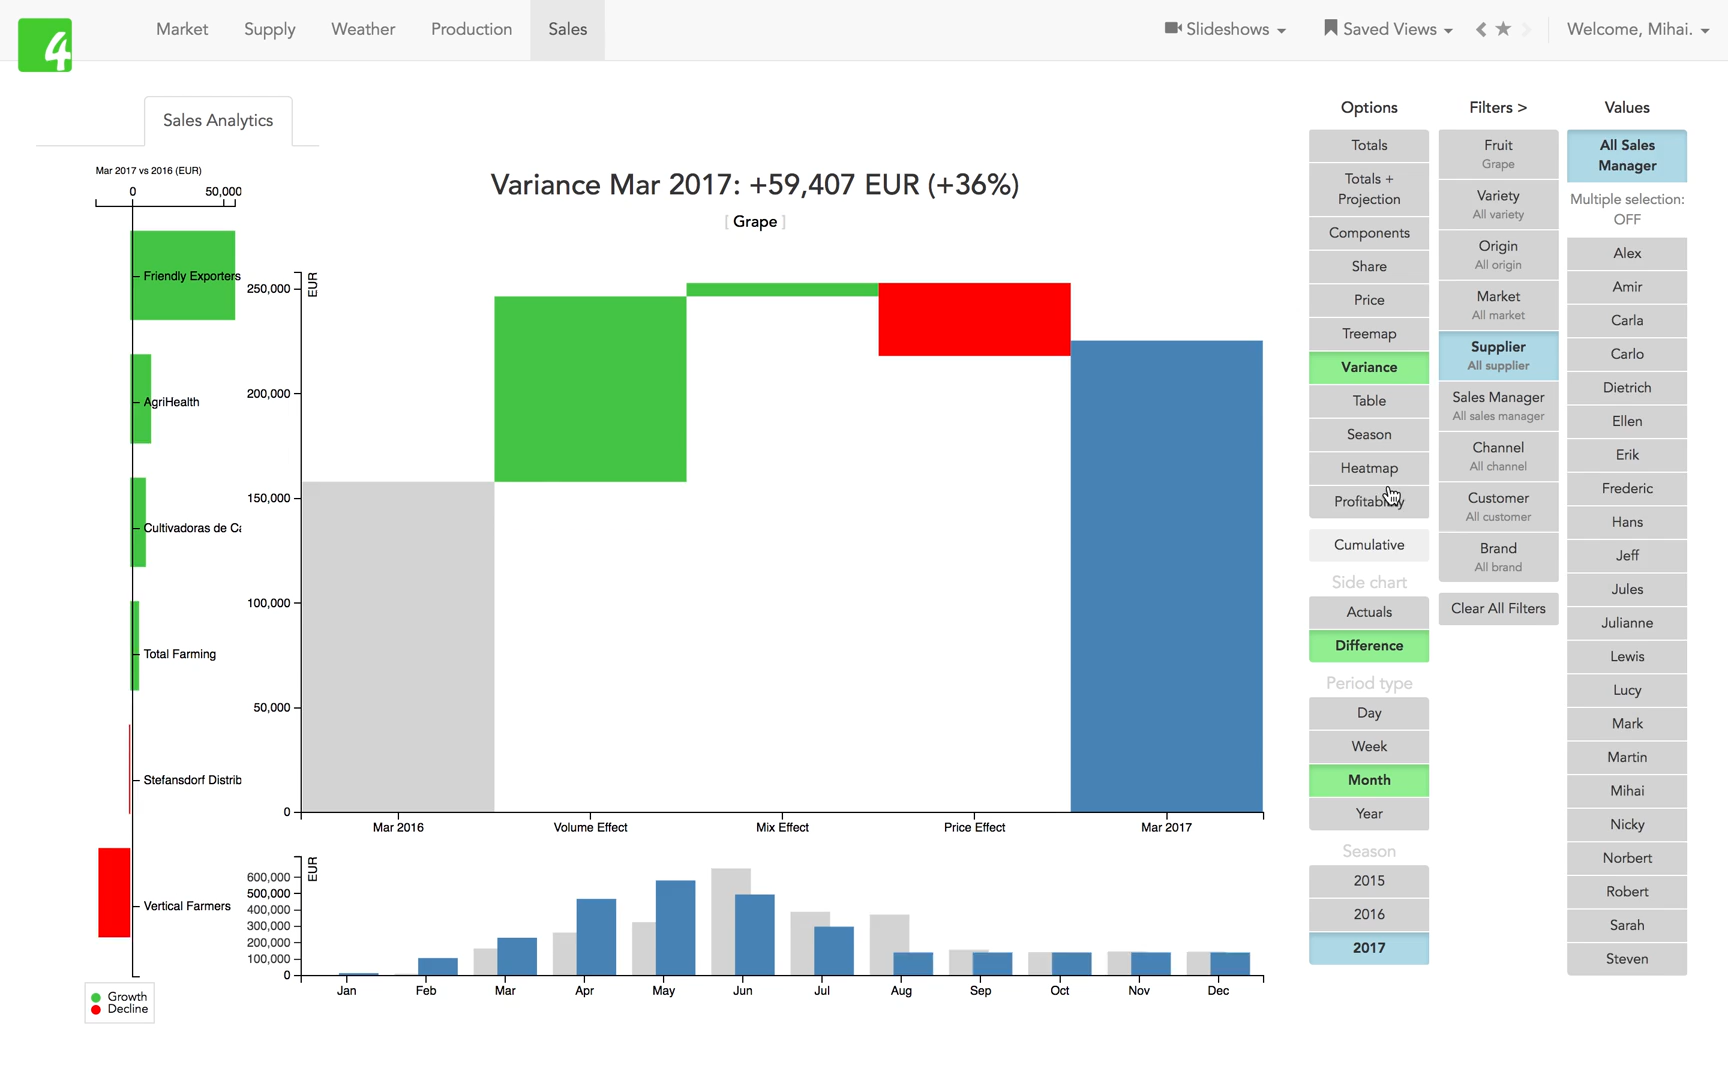 4
Market
Supply
Weather
Production
Sales
Slideshows
Saved Views
Welcome, Mihai.
Sales Analytics
Mar 2017 vs 2016 (EUR)
0
50,000
Friendly Exporters
AgriHealth
Cultivadoras de Ca
Total Farming
Stefansdorf Distrib
Vertical Farmers
Growth
Decline
Variance Mar 2017: +59,407 EUR (+36%)
[ Grape ]
EUR
250,000
200,000
150,000
100,000
50,000
0
Mar 2016
Volume Effect
Mix Effect
Price Effect
Mar 2017
EUR
600,000
500,000
400,000
300,000
200,000
100,000
0
Jan
Feb
Mar
Apr
May
Jun
Jul
Aug
Sep
Oct
Nov
Dec
Options
Totals
Totals +
Projection
Components
Share
Price
Treemap
Variance
Table
Season
Heatmap
Profitability
Cumulative
Side chart
Actuals
Difference
Period type
Day
Week
Month
Year
Season
2015
2016
2017
Filters >
Fruit
Grape
Variety
All variety
Origin
All origin
Market
All market
Supplier
All supplier
Sales Manager
All sales manager
Channel
All channel
Customer
All customer
Brand
All brand
Clear All Filters
Values
All Sales
Manager
Multiple selection:
OFF
Alex
Amir
Carla
Carlo
Dietrich
Ellen
Erik
Frederic
Hans
Jeff
Jules
Julianne
Lewis
Lucy
Mark
Martin
Mihai
Nicky
Norbert
Robert
Sarah
Steven